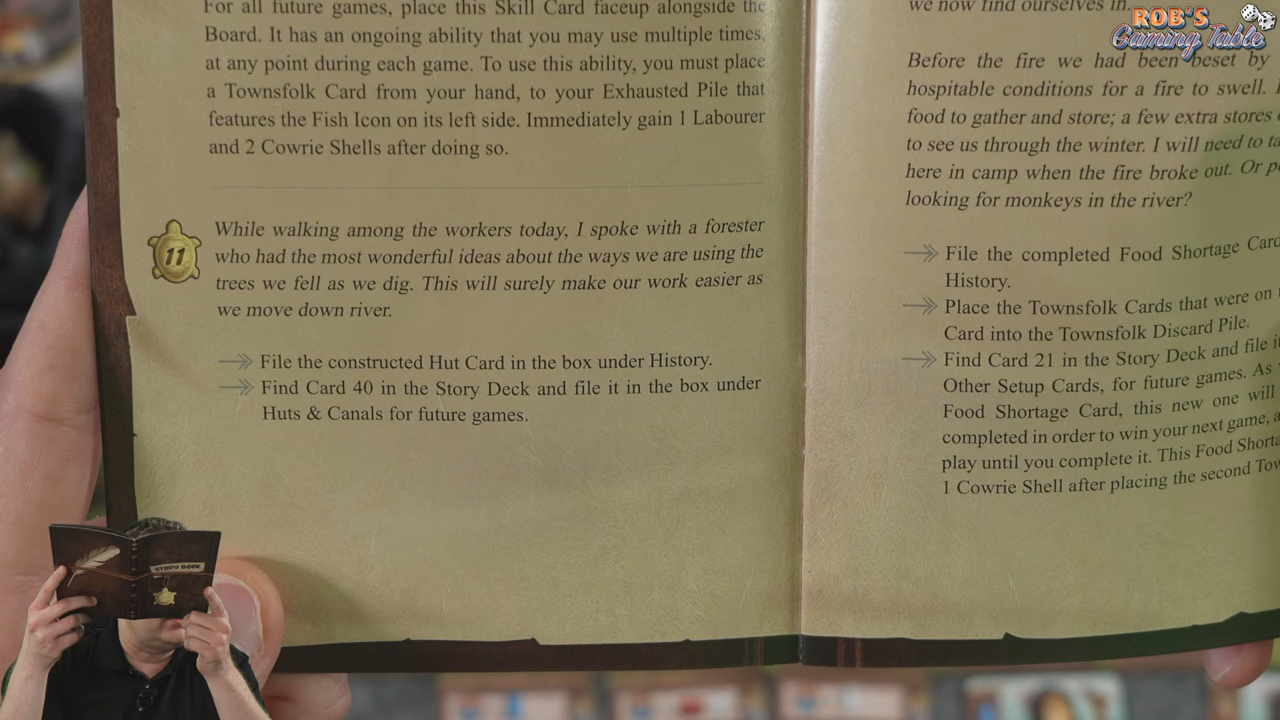 For all future games, place this Skill Card faceup alongside the
Board. It has an ongoing ability that you may use multiple times,
at any point during each game. To use this ability, you must place
a Townsfolk Card from your hand, to your Exhausted Pile that
features the Fish Icon on its left side. Immediately gain 1 Labourer
and 2 Cowrie Shells after doing so.
11
While walking among the workers today, I spoke with a forester
who had the most wonderful ideas about the ways we are using the
trees we fell as we dig. This will surely make our work easier as
we move down river.
File the constructed Hut Card in the box under History.
Find Card 40 in the Story Deck and file it in the box under
Huts & Canals for future games.
we now find ourselves in.
Before the fire we had been beset by
hospitable conditions for a fire to swell.
food to gather and store; a few extra stores
to see us through the winter. I will need to
here in camp when the fire broke out. Or
looking for monkeys in the river?
File the completed Food Shortage Card
History.
Place the Townsfolk Cards that were on
Card into the Townsfolk Discard Pile.
Find Card 21 in the Story Deck and file
Other Setup Cards, for future games. As
Food Shortage Card, this new one will
completed in order to win your next game,
play until you complete it. This Food
1 Cowrie Shell after placing the second
ROB'S
Gaming Table
STORY BOOK